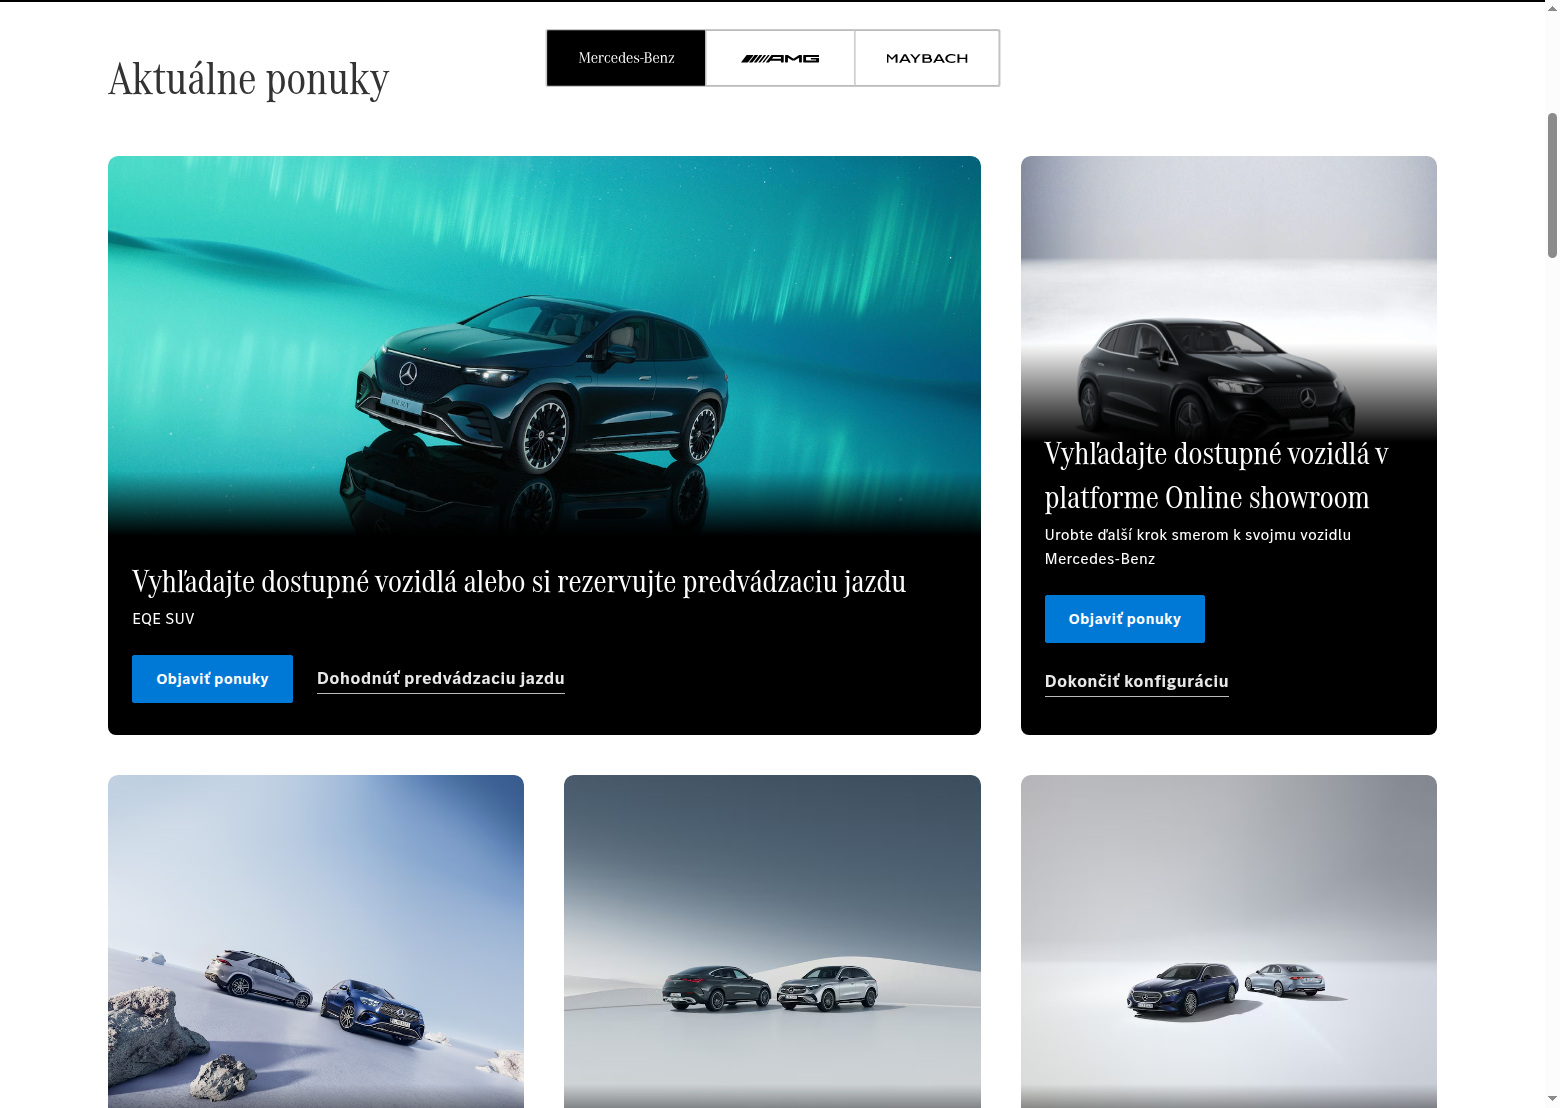 Aktuálne ponuky
Mercedes-Benz
AMG
MAYBACH
Vyhľadajte dostupné vozidlá alebo si rezervujte predvádzaciu jazdu
EQE SUV
Objaviť ponuky
Dohodnúť predvádzaciu jazdu
Vyhľadajte dostupné vozidlá v
platforme Online showroom
Urobte ďalší krok smerom k svojmu vozidlu
Mercedes-Benz
Objaviť ponuky
Dokončiť konfiguráciu